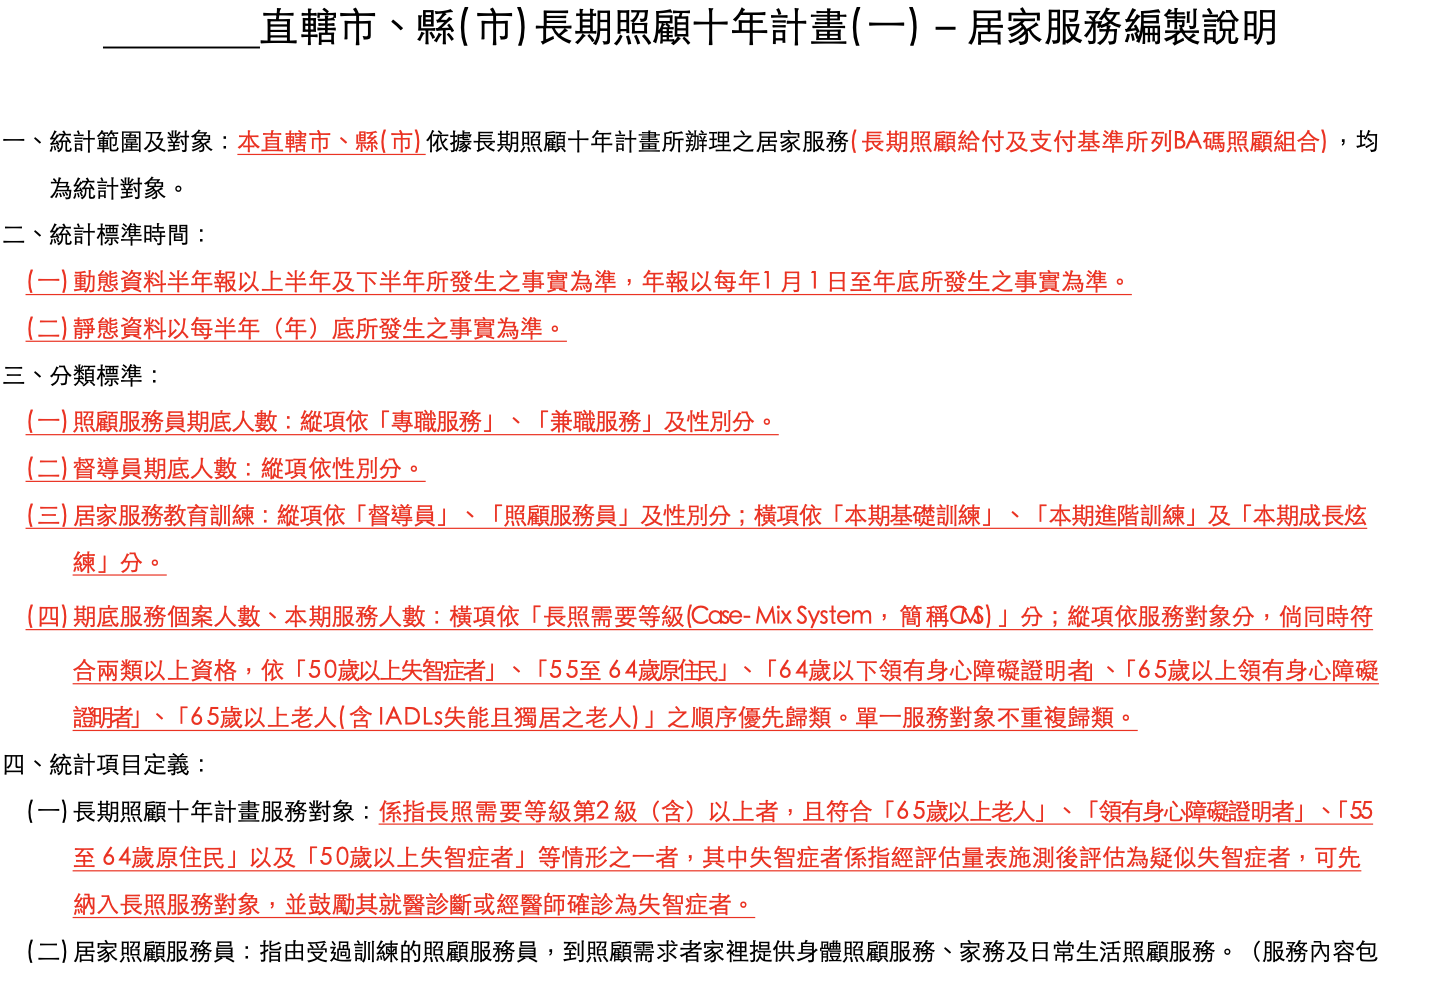 直轄市、縣(市)長期照顧十年計畫(一) – 居家服務編製說明
一、統計範圍及對象：本直轄市、縣(市)依據長期照顧十年計畫所辦理之居家服務(長期照顧給付及支付基準所列BA碼照顧組合)，均
為統計對象。
二、統計標準時間：
(一)動態資料半年報以上半年及下半年所發生之事實為準，年報以每年1月1日至年底所發生之事實為準。
(二)靜態資料以每半年（年）底所發生之事實為準。
三、分類標準：
(一)照顧服務員期底人數：縱項依「專職服務」、「兼職服務」及性別分。
(二)督導員期底人數：縱項依性別分。
(三)居家服務教育訓練：縱項依「督導員」、「照顧服務員」及性別分；橫項依「本期基礎訓練」、「本期進階訓練」及「本期成長炫
練」分。
(四)期底服務個案人數、本期服務人數：橫項依「長照需要等級(Case- Mix System，簡稱CMS)」分；縱項依服務對象分，倘同時符
合兩類以上資格，依「50歲以上失智症者」、「55至 64歲原住民」、「64歲以下領有身心障礙證明者」、「65歲以上領有身心障礙
證明者」、「65歲以上老人(含 IADLs失能且獨居之老人)」之順序優先歸類。單一服務對象不重複歸類。
四、統計項目定義：
(一)長期照顧十年計畫服務對象：係指長照需要等級第2級（含）以上者，且符合「65歲以上老人」、「領有身心障礙證明者」、「55
至 64歲原住民」以及「50歲以上失智症者」等情形之一者，其中失智症者係指經評估量表施測後評估為疑似失智症者，可先
納入長照服務對象，並鼓勵其就醫診斷或經醫師確診為失智症者。
(二)居家照顧服務員：指由受過訓練的照顧服務員，到照顧需求者家裡提供身體照顧服務、家務及日常生活照顧服務。（服務內容包